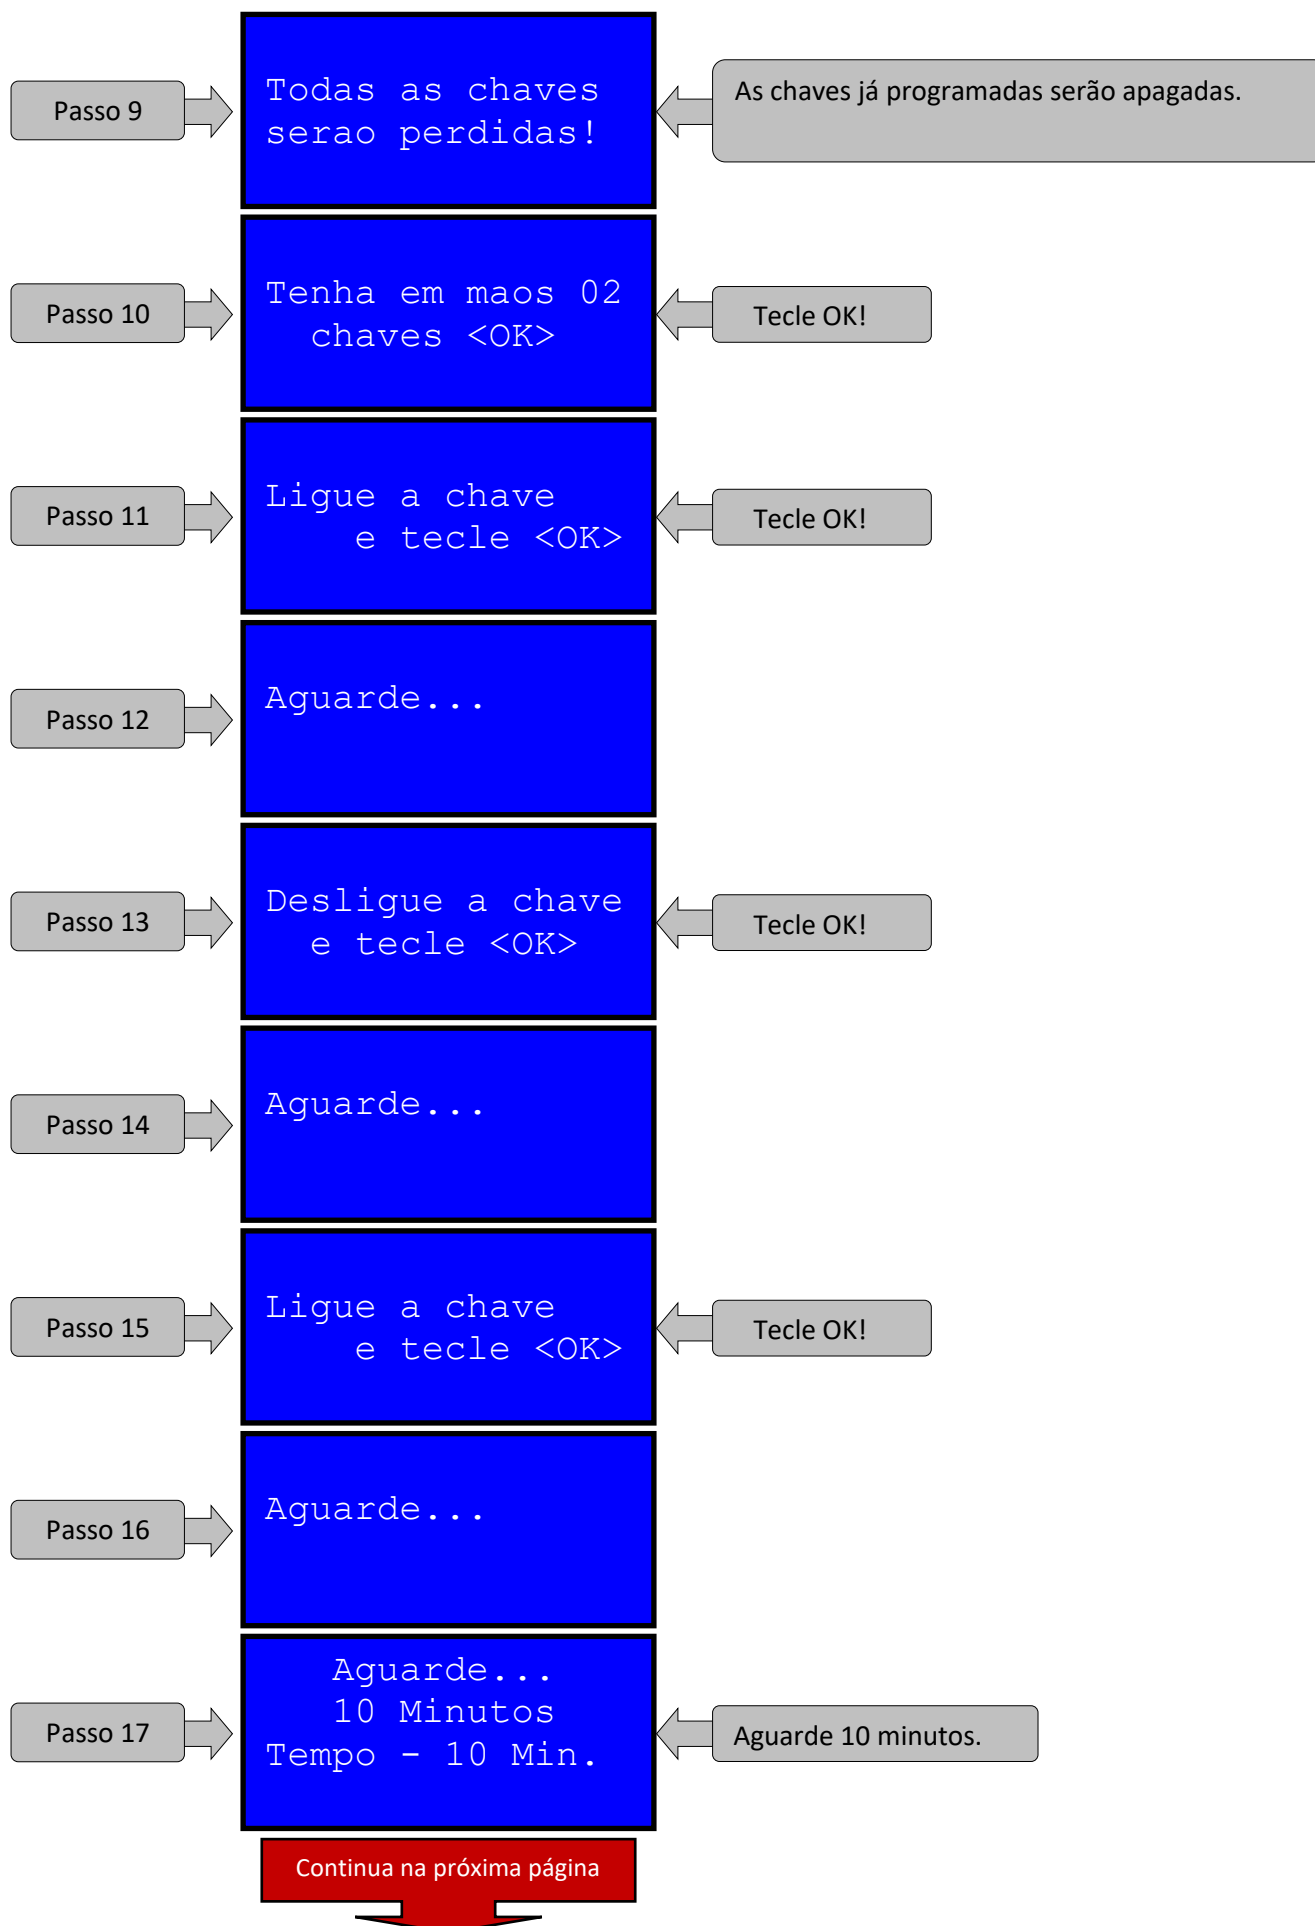 Passo 9
Todas as chaves
serao perdidas!
As chaves já programadas serão apagadas.
Passo 10
Tenha em maos 02
chaves <OK>
Tecle OK!
Passo 11
Ligue a chave
e tecle <OK>
Tecle OK!
Passo 12
Aguarde...
Passo 13
Desligue a chave
e tecle <OK>
Tecle OK!
Passo 14
Aguarde...
Passo 15
Ligue a chave
e tecle <OK>
Tecle OK!
Passo 16
Aguarde...
Passo 17
Aguarde...
10 Minutos
Tempo - 10 Min.
Aguarde 10 minutos.
Continua na próxima página